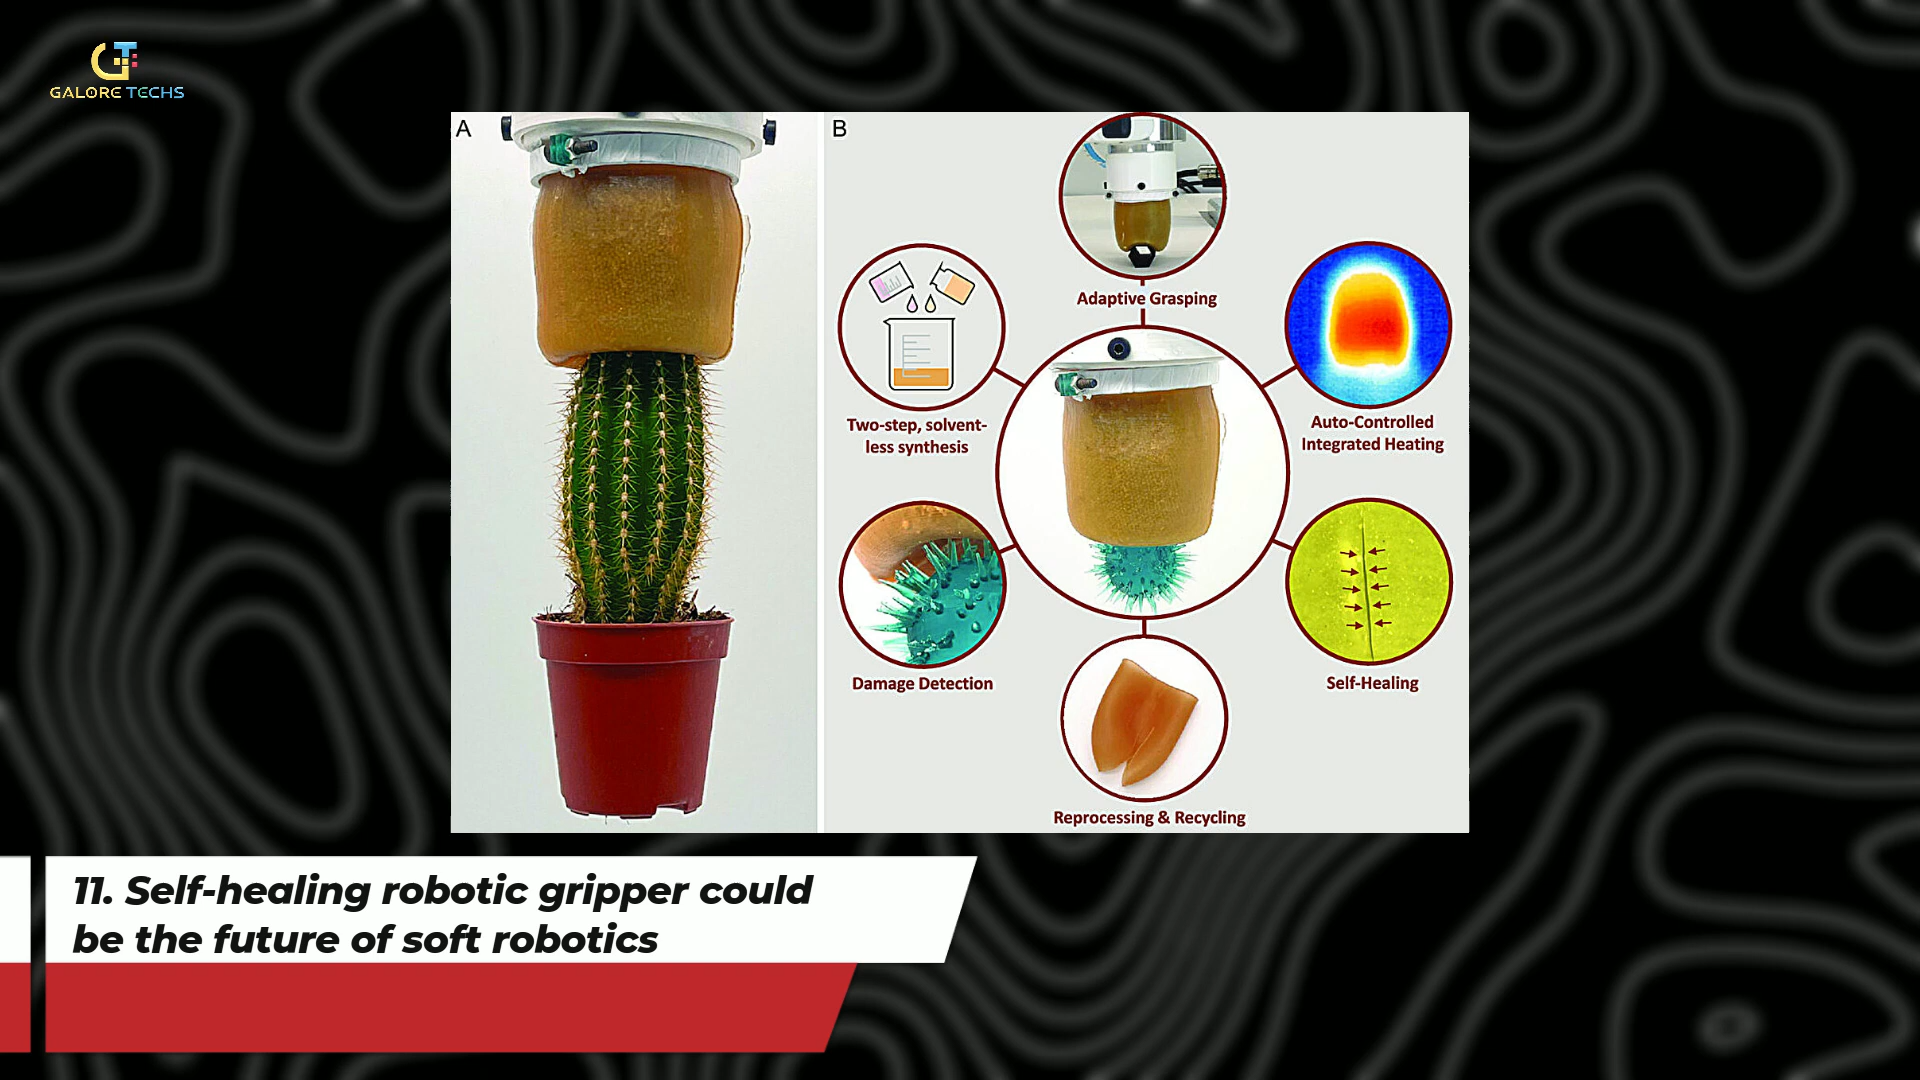 GALORE TECHS
A
B
Adaptive Grasping
Two-step, solvent-
less synthesis
Auto-Controlled
Integrated Heating
Damage Detection
Self-Healing
Reprocessing & Recycling
11. Self-healing robotic gripper could
be the future of soft robotics